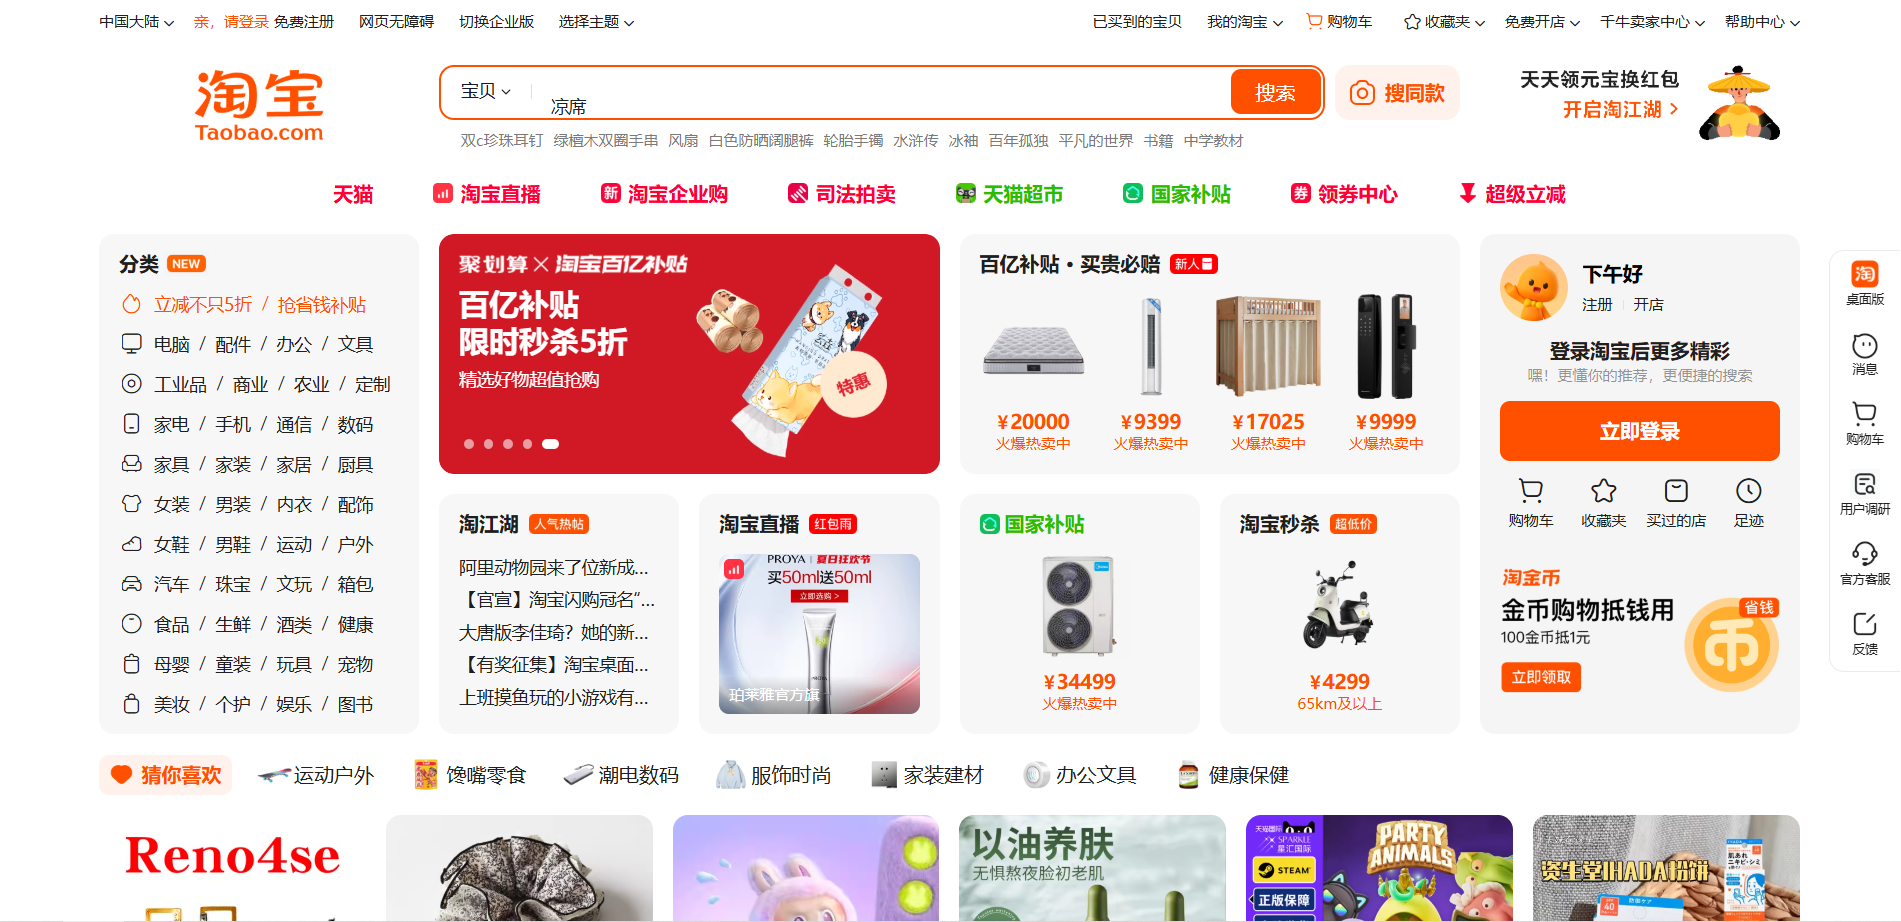 中国大陆 亲，请登录 免费注册 网页无障碍 切换企业版 选择主题 已买到的宝贝 我的淘宝 购物车 收藏夹 免费开店 千牛卖家中心 帮助中心
淘宝
Taobao.com
宝贝 凉席 搜索 搜同款
双c珍珠耳钉 绿檀木双圈手串 风扇 白色防晒阔腿裤 轮胎手镯 水浒传 冰袖 百年孤独 平凡的世界 书籍 中学教材
天天领元宝换红包
开启淘江湖 >
天猫 淘宝直播 新 淘宝企业购 司法拍卖 天猫超市 国家补贴 券 领券中心 超级立减
分类 NEW
立减不只5折 / 抢省钱补贴
电脑 / 配件 / 办公 / 文具
工业品 / 商业 / 农业 / 定制
家电 / 手机 / 通信 / 数码
家具 / 家装 / 家居 / 厨具
女装 / 男装 / 内衣 / 配饰
女鞋 / 男鞋 / 运动 / 户外
汽车 / 珠宝 / 文玩 / 箱包
食品 / 生鲜 / 酒类 / 健康
母婴 / 童装 / 玩具 / 宠物
美妆 / 个护 / 娱乐 / 图书
聚划算×淘宝百亿补贴
百亿补贴
限时秒杀5折
精选好物超值抢购
特惠
百亿补贴·买贵必赔 新人
¥20000 ¥9399 ¥17025 ¥9999
火爆热卖中 火爆热卖中 火爆热卖中 火爆热卖中
淘江湖 人气热帖
阿里动物园来了位新成...
【官宣】淘宝闪购冠名“...
大唐版李佳琦？她的新...
【有奖征集】淘宝桌面...
上班摸鱼玩的小游戏有...
淘宝直播 红包雨
PROYA 夏日狂欢节
买50ml送50ml
立即选购 >
PROYA
珀莱雅官方旗
国家补贴
¥34499
火爆热卖中
淘宝秒杀 超低价
¥4299
65km及以上
下午好
注册 开店
登录淘宝后更多精彩
嘿！更懂你的推荐，更便捷的搜索
立即登录
购物车 收藏夹 买过的店 足迹
淘金币
金币购物抵钱用
100金币抵1元
立即领取
省钱
币
淘
桌面版
消息
购物车
用户调研
官方客服
反馈
猜你喜欢 运动户外 馋嘴零食 潮电数码 服饰时尚 家装建材 办公文具 健康保健
Reno4se
以油养肤
无惧熬夜脸初老肌
天猫国际
SPARKLE
星汇国际
STEAM
正版保障
PARTY
ANIMALS
资生堂IHADA粉饼
肌あれ
ニキビ・シミ
40